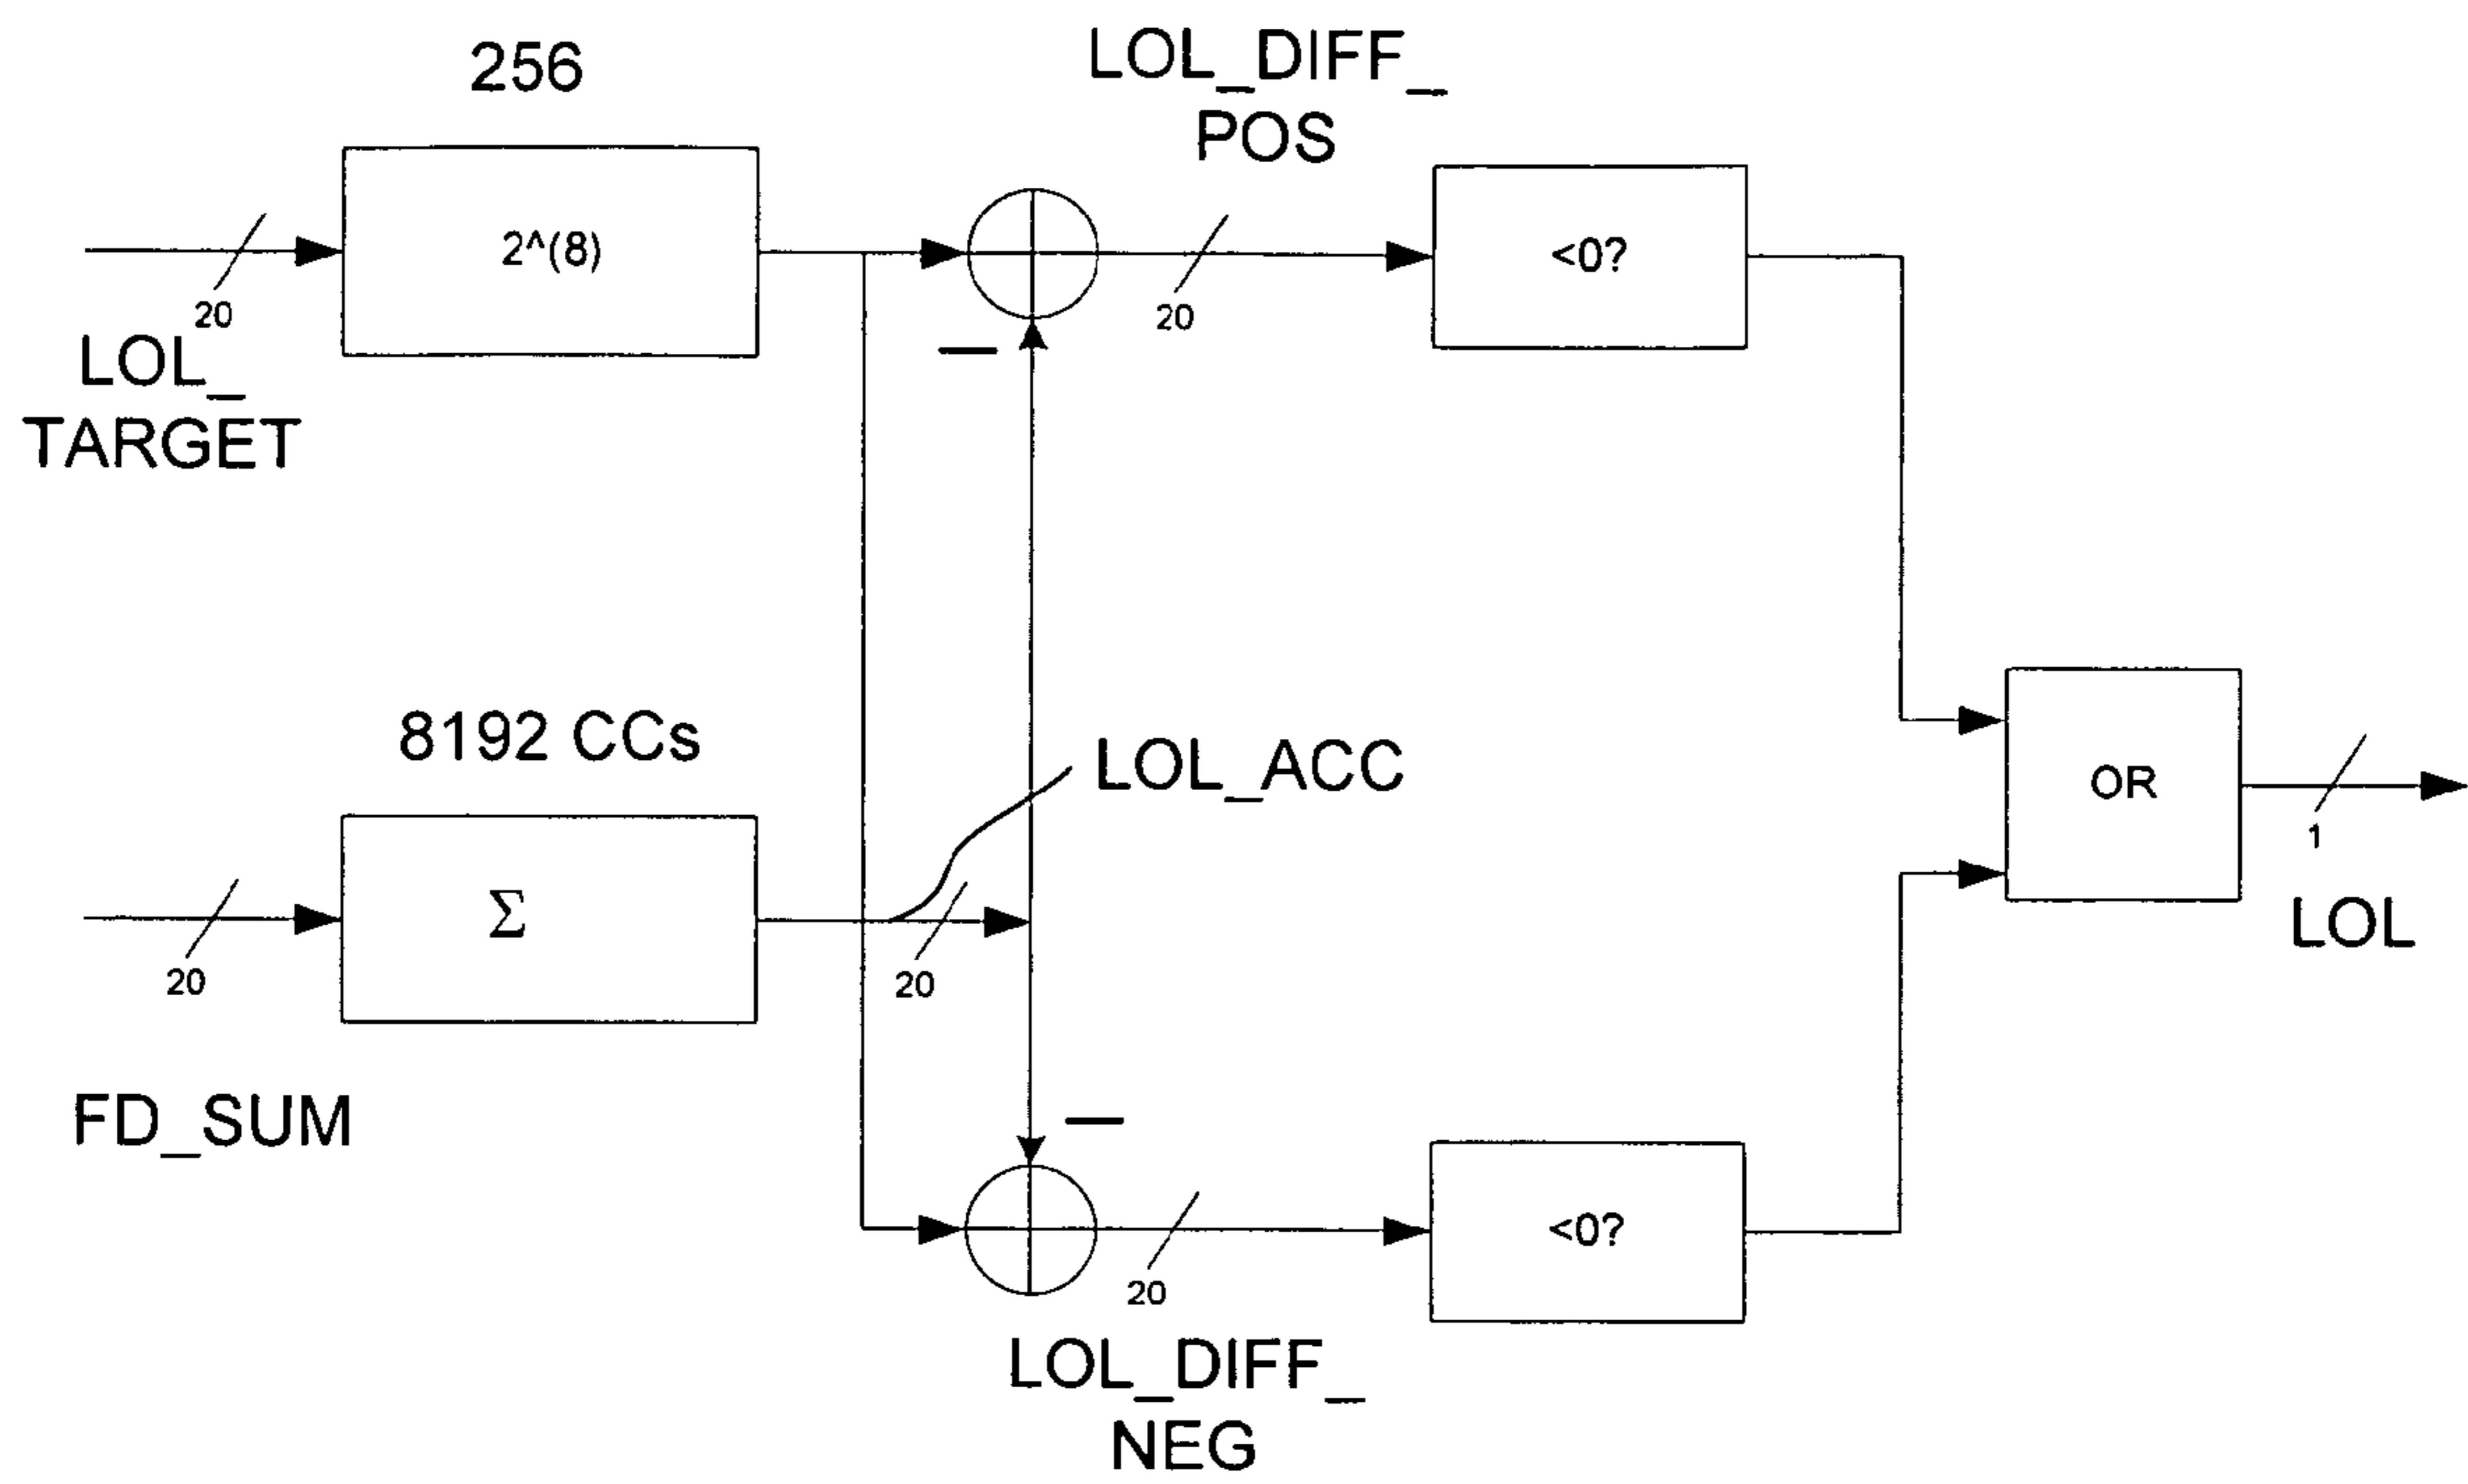 256
LOL_DIFF_
POS
2^(8)
<0?
20
20
LOL_
TARGET
8192 CCs
LOL_ACC
OR
1
Σ
LOL
20
20
FD_SUM
—
—
<0?
20
LOL_DIFF_
NEG